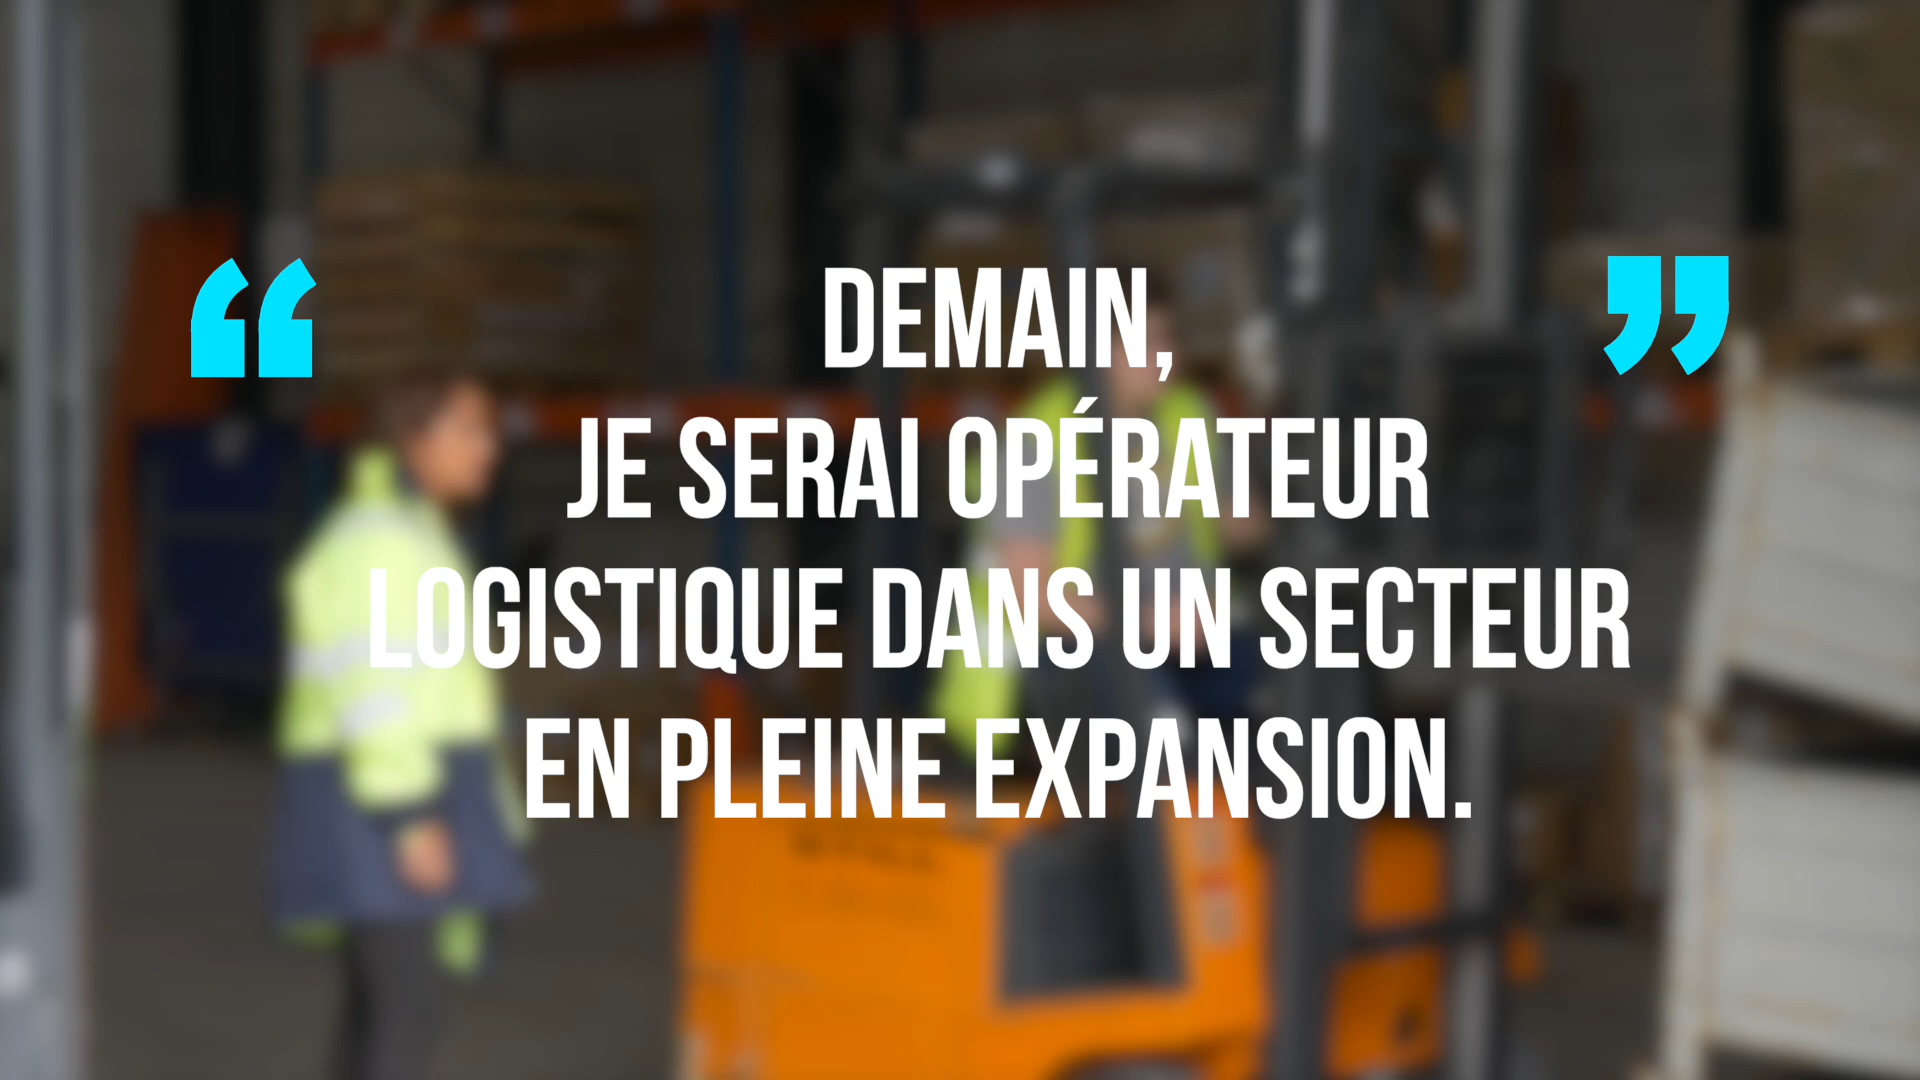 “ DEMAIN, ”
JE SERAI OPÉRATEUR
LOGISTIQUE DANS UN SECTEUR
EN PLEINE EXPANSION.